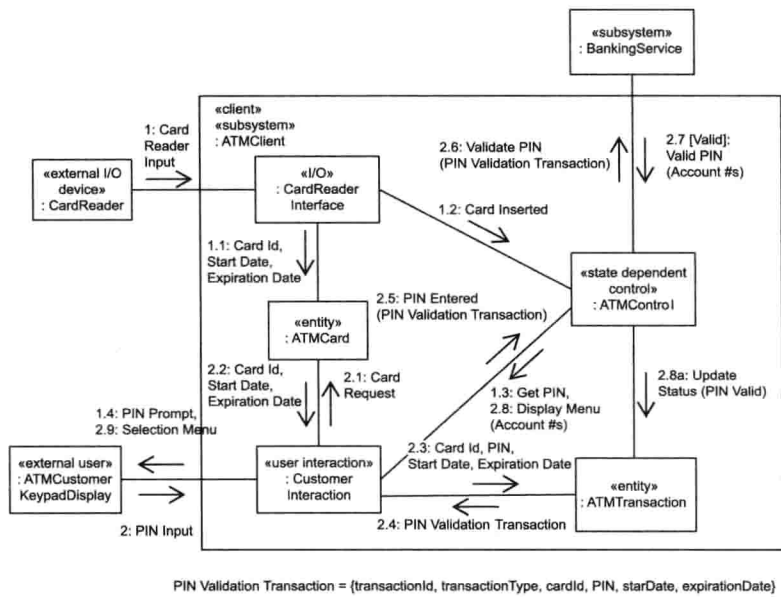 «subsystem»
: BankingService
«client»
«subsystem»
: ATMClient
1: Card
Reader
Input
2.6: Validate PIN
(PIN Validation Transaction)
2.7 [Valid]:
Valid PIN
(Account #s)
«external I/O
device»
: CardReader
«I/O»
: CardReader
Interface
1.2: Card Inserted
1.1: Card Id,
Start Date,
Expiration Date
«state dependent
control»
: ATMControl
2.5: PIN Entered
(PIN Validation Transaction)
«entity»
: ATMCard
2.2: Card Id,
Start Date,
Expiration Date
2.1: Card
Request
2.8a: Update
Status (PIN Valid)
1.3: Get PIN,
2.8: Display Menu
(Account #s)
1.4: PIN Prompt,
2.9: Selection Menu
2.3: Card Id, PIN,
Start Date, Expiration Date
«external user»
: ATMCustomer
KeypadDisplay
«user interaction»
: Customer
Interaction
«entity»
: ATMTransaction
2: PIN Input
2.4: PIN Validation Transaction
PIN Validation Transaction = {transactionId, transactionType, cardId, PIN, starDate, expirationDate}